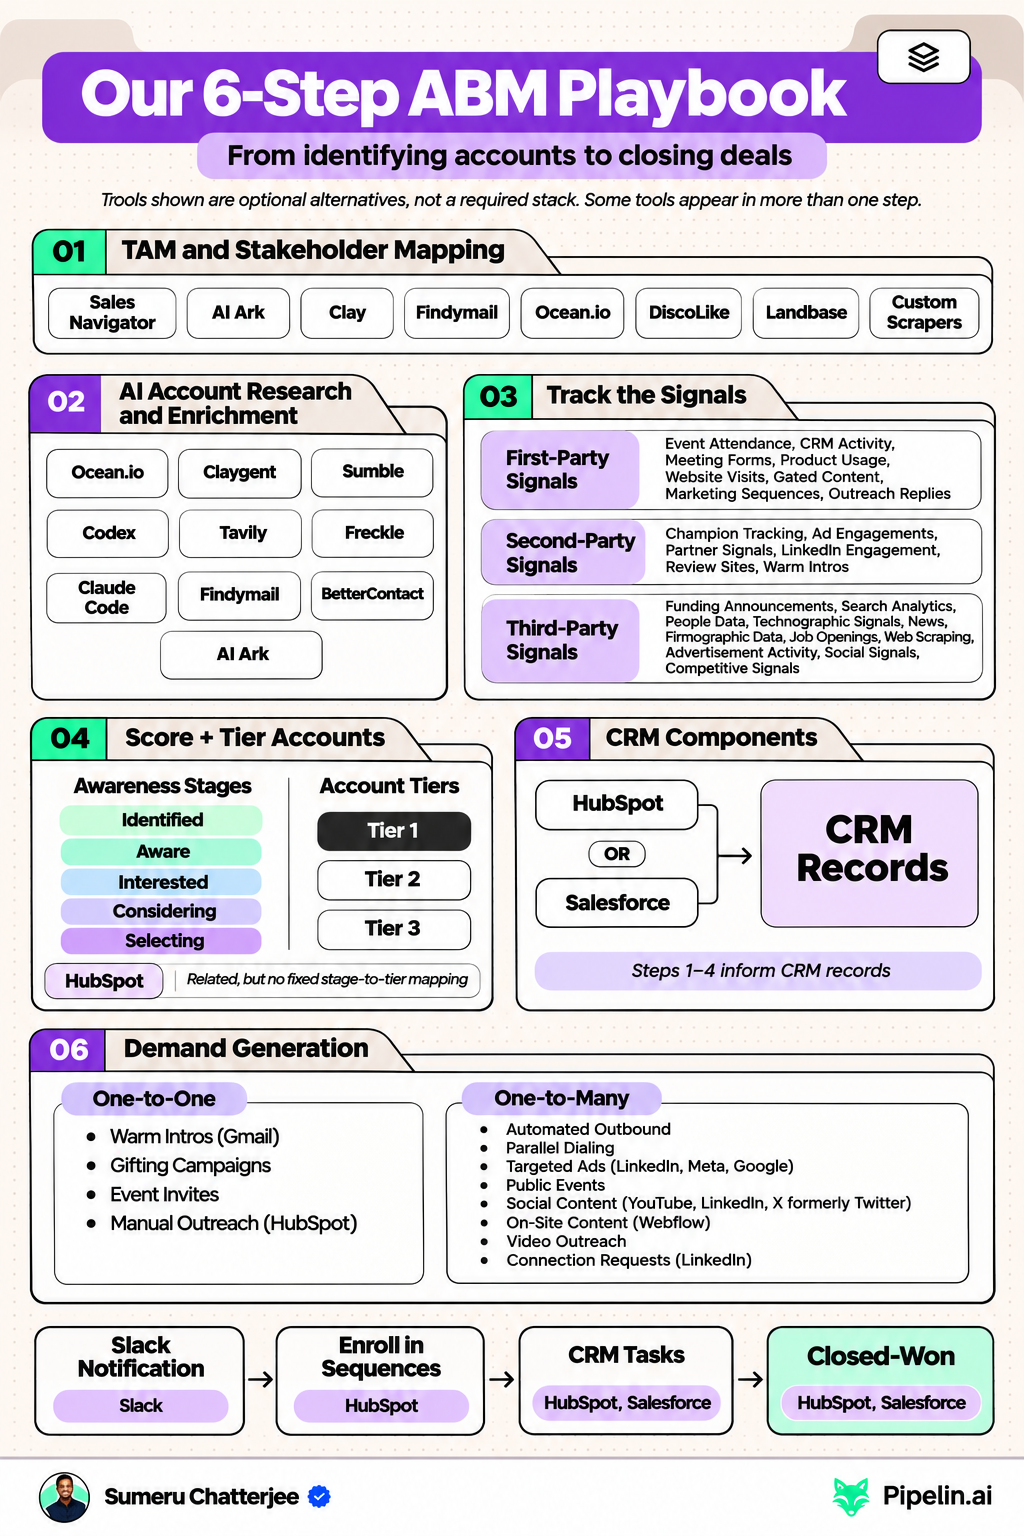 Our 6-Step ABM Playbook
From identifying accounts to closing deals
Trools shown are optional alternatives, not a required stack. Some tools appear in more than one step.
01
TAM and Stakeholder Mapping
Sales
Navigator
AI Ark
Clay
Findymail
Ocean.io
DiscoLike
Landbase
Custom
Scrapers
02
AI Account Research
and Enrichment
Ocean.io
Claygent
Sumble
Codex
Tavily
Freckle
Claude
Code
Findymail
BetterContact
AI Ark
03
Track the Signals
First-Party
Signals
Event Attendance, CRM Activity,
Meeting Forms, Product Usage,
Website Visits, Gated Content,
Marketing Sequences, Outreach Replies
Second-Party
Signals
Champion Tracking, Ad Engagements,
Partner Signals, LinkedIn Engagement,
Review Sites, Warm Intros
Third-Party
Signals
Funding Announcements, Search Analytics,
People Data, Technographic Signals, News,
Firmographic Data, Job Openings, Web Scraping,
Advertisement Activity, Social Signals,
Competitive Signals
04
Score + Tier Accounts
Awareness Stages
Identified
Aware
Interested
Considering
Selecting
Account Tiers
Tier 1
Tier 2
Tier 3
HubSpot
Related, but no fixed stage-to-tier mapping
05
CRM Components
HubSpot
OR
Salesforce
CRM
Records
Steps 1–4 inform CRM records
06
Demand Generation
One-to-One
• Warm Intros (Gmail)
• Gifting Campaigns
• Event Invites
• Manual Outreach (HubSpot)
One-to-Many
• Automated Outbound
• Parallel Dialing
• Targeted Ads (LinkedIn, Meta, Google)
• Public Events
• Social Content (YouTube, LinkedIn, X formerly Twitter)
• On-Site Content (Webflow)
• Video Outreach
• Connection Requests (LinkedIn)
Slack
Notification
Slack
Enroll in
Sequences
HubSpot
CRM Tasks
HubSpot, Salesforce
Closed-Won
HubSpot, Salesforce
Sumeru Chatterjee
Pipelin.ai